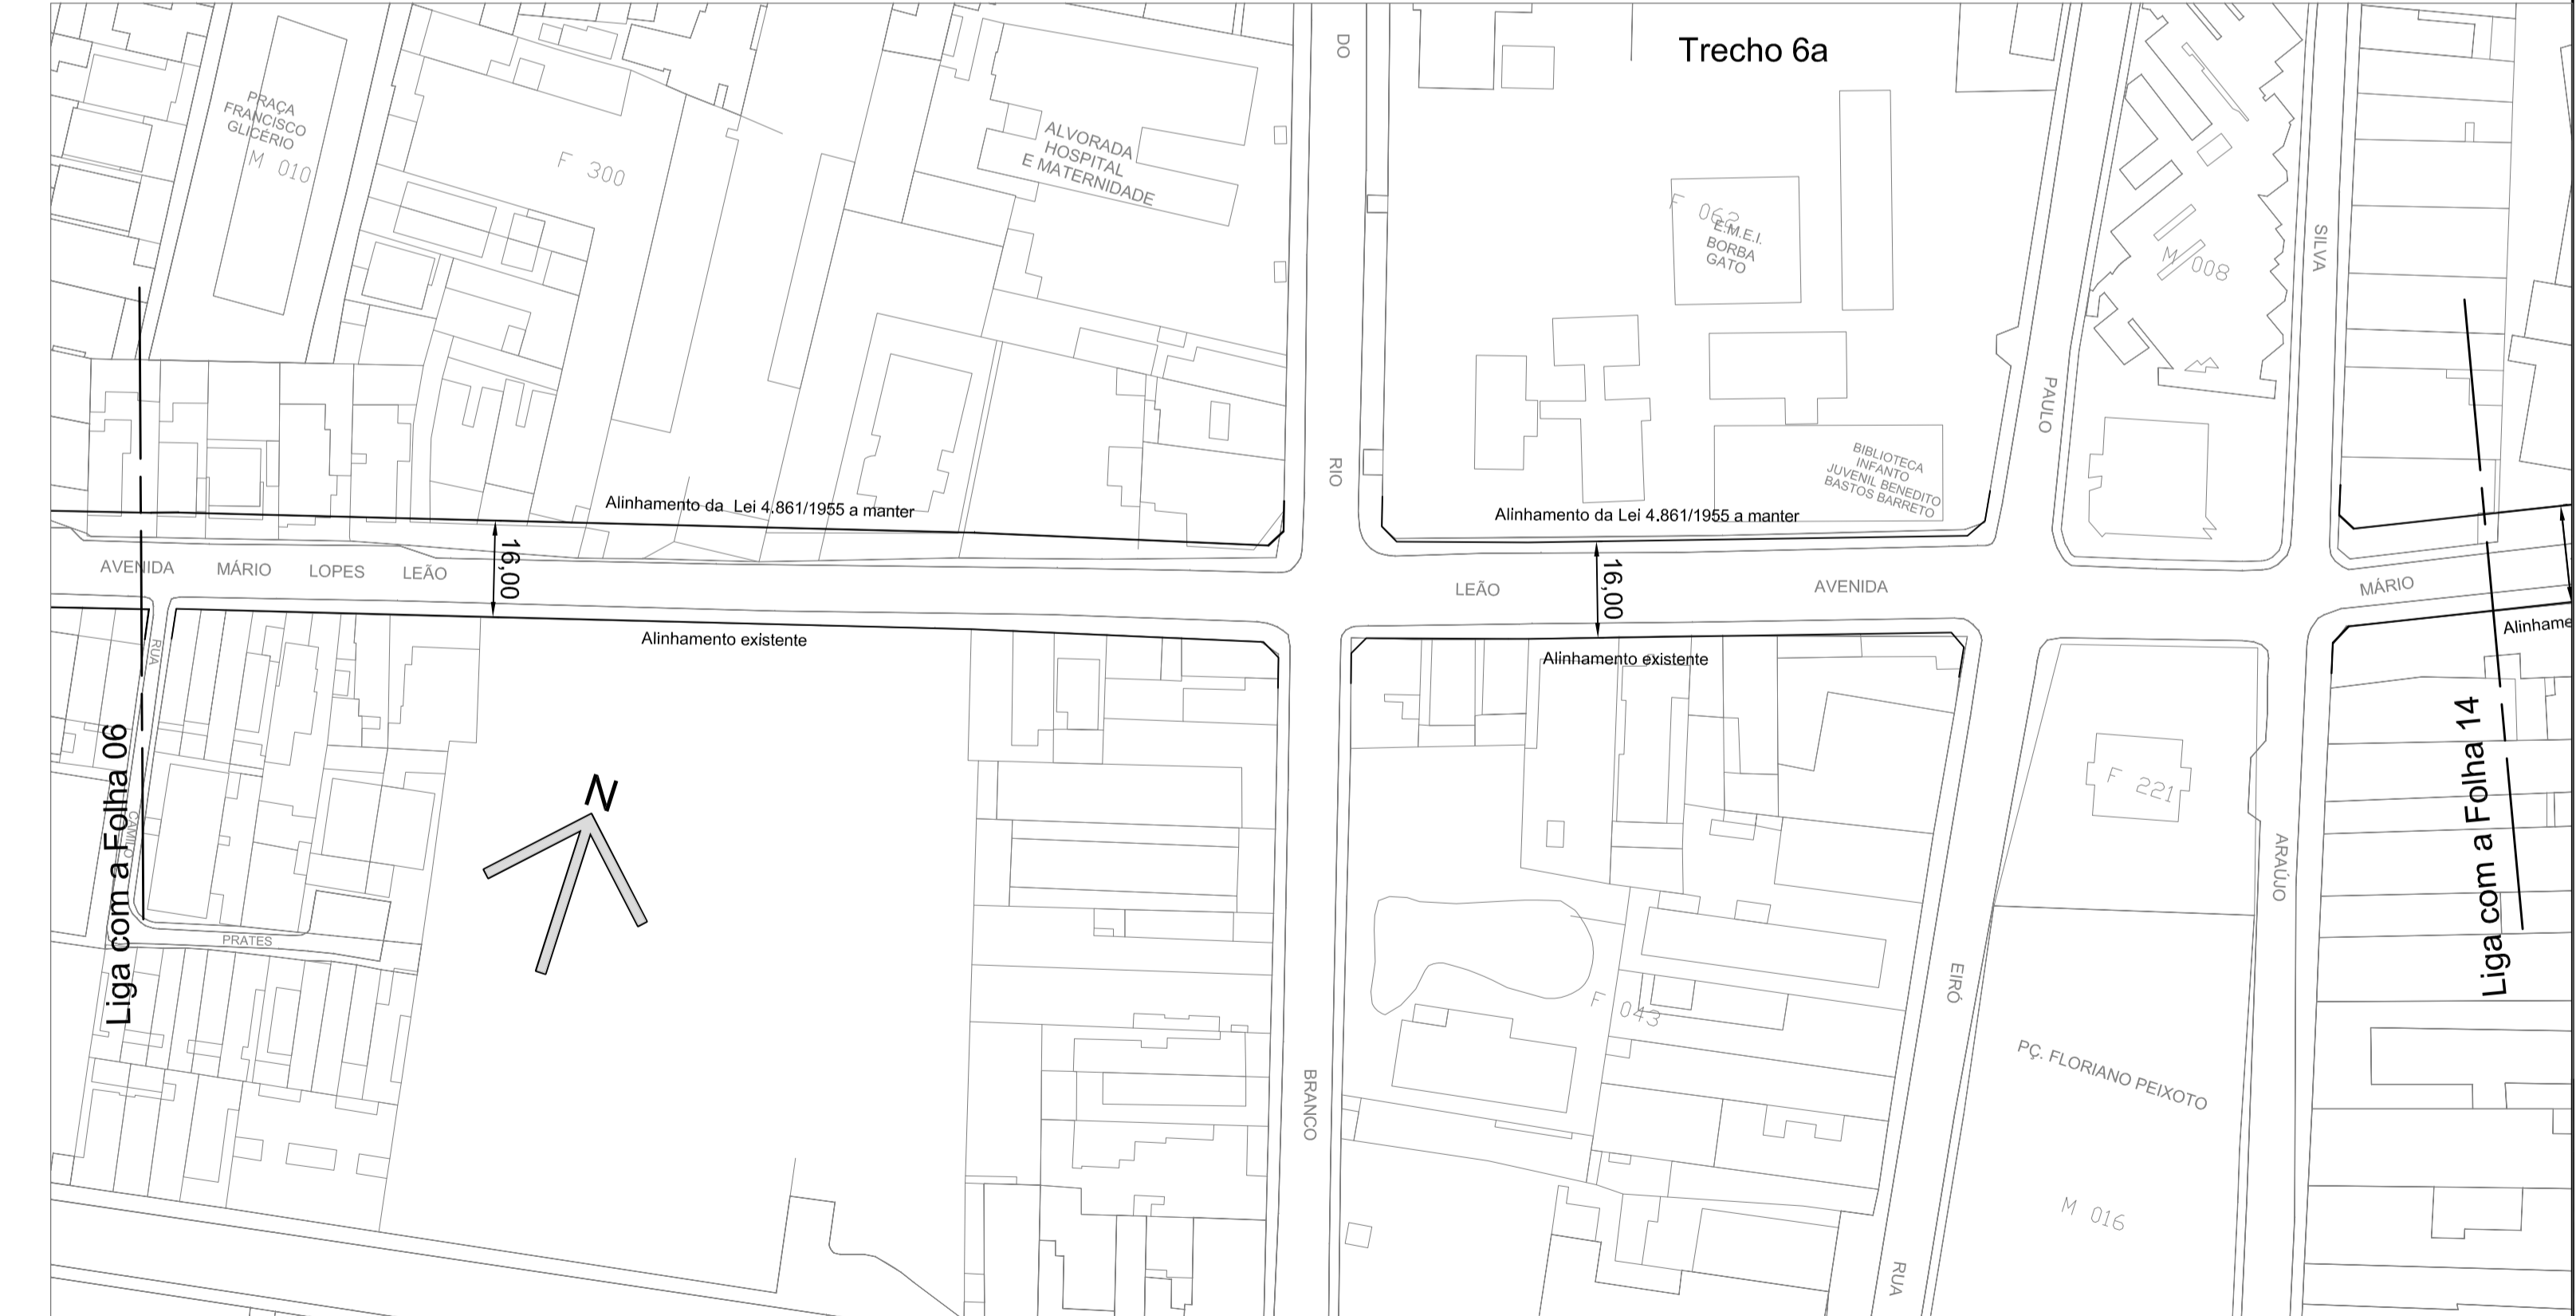 Trecho 6a
DO
PRAÇA
FRANCISCO
GLICÉRIO
M 010
F 300
ALVORADA
HOSPITAL
E MATERNIDADE
F 062
E.M.E.I.
BORBA
GATO
M 008
SILVA
PAULO
RIO
BIBLIOTECA
INFANTO
JUVENIL BENEDITO
BASTOS BARRETO
Alinhamento da Lei 4.861/1955 a manter
Alinhamento da Lei 4.861/1955 a manter
AVENIDA MÁRIO LOPES LEÃO
16,00
LEÃO
16,00
AVENIDA
MÁRIO
Alinhamento existente
Alinhamento existente
Alinhame
RUA
CAMILO
PRATES
Liga com a Folha 06
N
Liga com a Folha 14
F 221
ARAÚJO
EIRÓ
F 043
BRANCO
PÇ. FLORIANO PEIXOTO
M 016
RUA